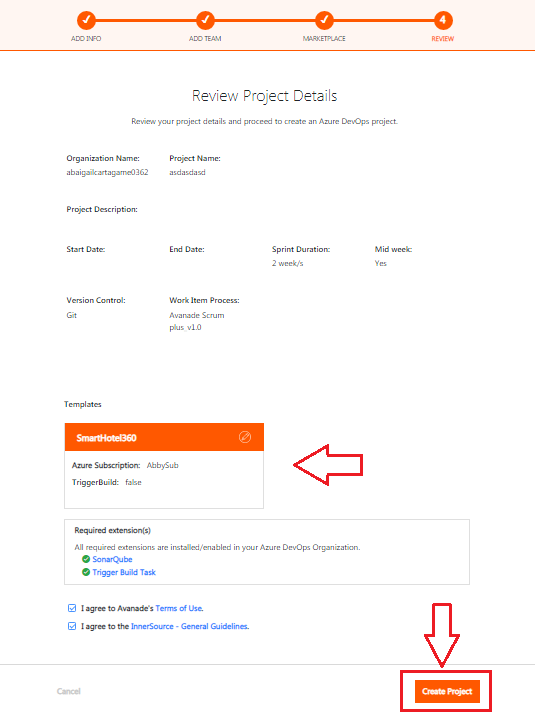 4
ADD INFO
ADD TEAM
MARKETPLACE
REVIEW
Review Project Details
Review your project details and proceed to create an Azure DevOps project.
Organization Name:
Project Name:
abaigailcartagame0362
asdasdasd
Project Description:
Start Date:
End Date:
Sprint Duration:
Mid week:
2 week/s
Yes
Version Control:
Work Item Process:
Git
Avanade Scrum
plus_v1.0
Templates
SmartHotel360
Azure Subscription: AbbySub
TriggerBuild: false
Required extension(s)
All required extensions are installed/enabled in your Azure DevOps Organization.
SonarQube
Trigger Build Task
I agree to Avanade's Terms of Use.
I agree to the InnerSource - General Guidelines.
Cancel
Create Project